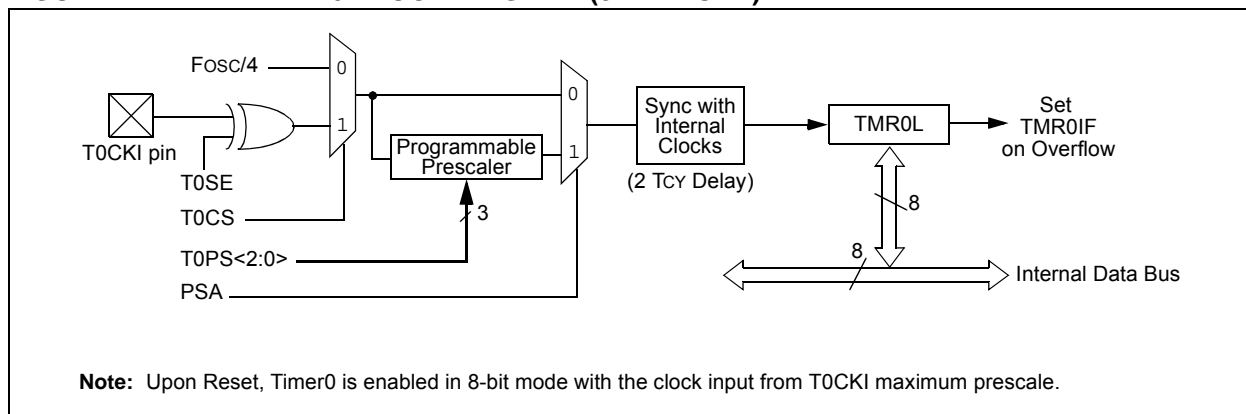 FOSC/4
0
1
T0CKI pin
T0SE
T0CS
Programmable
Prescaler
0
1
3
T0PS<2:0>
PSA
Sync with
Internal
Clocks
(2 TCY Delay)
TMR0L
Set
TMR0IF
on Overflow
8
8
Internal Data Bus
Note: Upon Reset, Timer0 is enabled in 8-bit mode with the clock input from T0CKI maximum prescale.